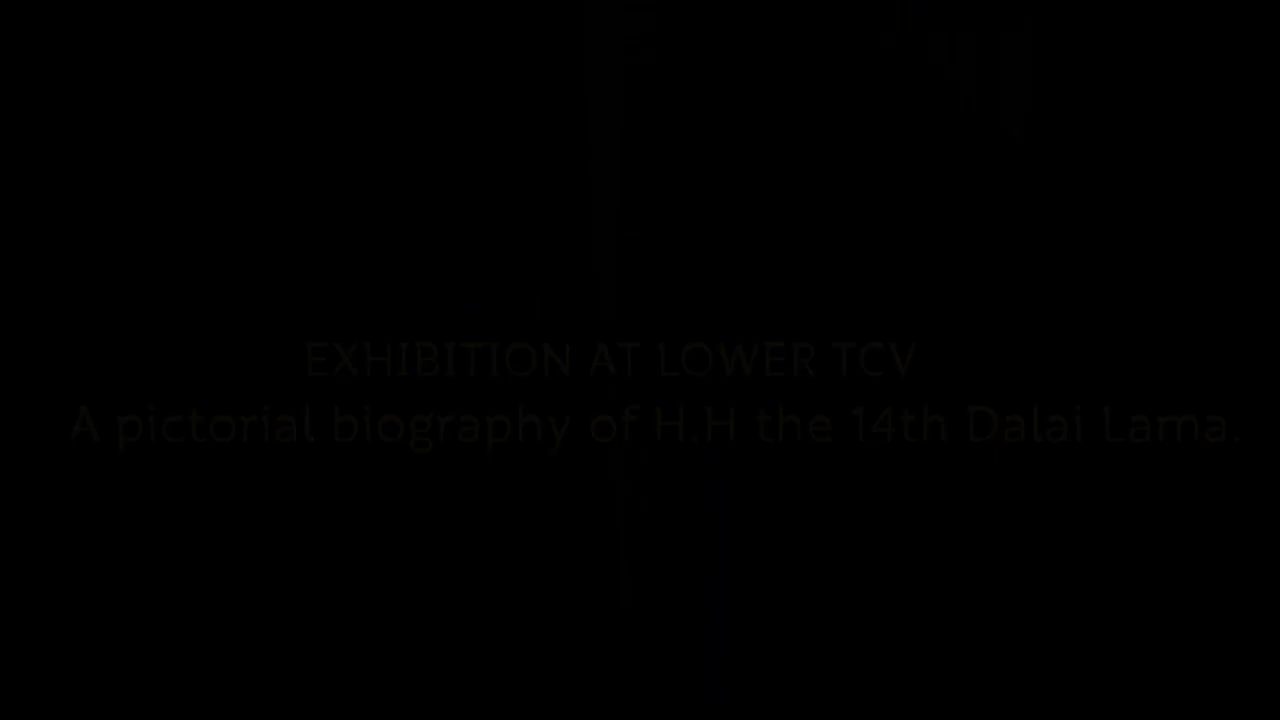 EXHIBITION AT LOWER TCV
A pictorial biography of H.H the 14th Dalai Lama.